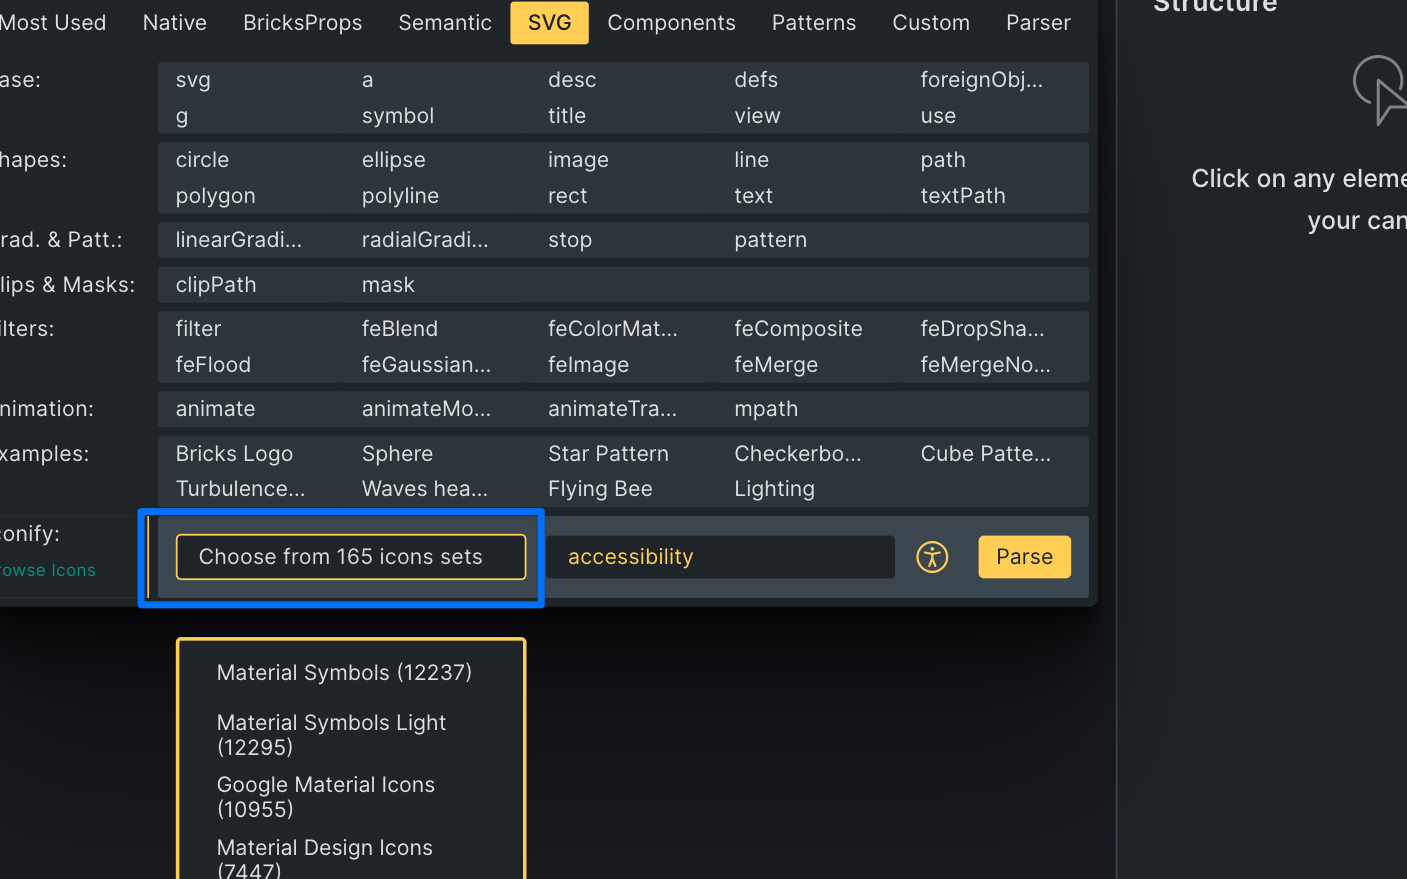 Structure
Most Used Native BricksProps Semantic SVG Components Patterns Custom Parser
ase: svg a desc defs foreignObj...
g symbol title view use
hapes: circle ellipse image line path
polygon polyline rect text textPath
rad. & Patt.: linearGradi... radialGradi... stop pattern
lips & Masks: clipPath mask
ilters: filter feBlend feColorMat... feComposite feDropSha...
feFlood feGaussian... feImage feMerge feMergeNo...
nimation: animate animateMo... animateTra... mpath
xamples: Bricks Logo Sphere Star Pattern Checkerbo... Cube Patte...
Turbulence... Waves hea... Flying Bee Lighting
conify:
rowse Icons
Choose from 165 icons sets accessibility Parse
Material Symbols (12237)
Material Symbols Light
(12295)
Google Material Icons
(10955)
Material Design Icons
(7447)
Click on any eleme
your can